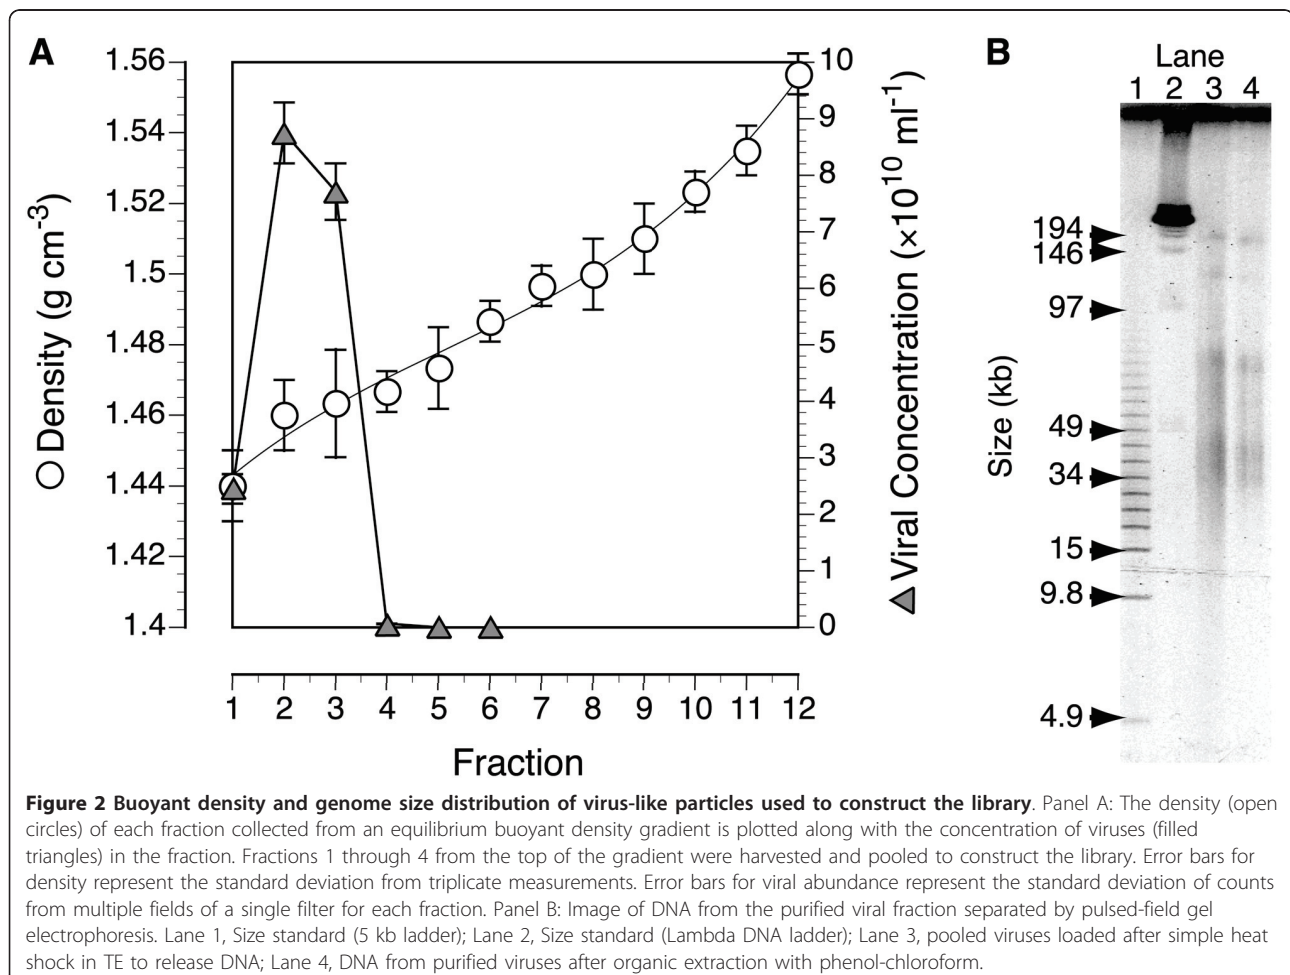 A
1.56
1.54
1.52
1.5
1.48
1.46
1.44
1.42
1.4
Density (g cm-3)
10
9
8
7
6
5
4
3
2
1
0
Viral Concentration (×10^10 ml-1)
1 2 3 4 5 6 7 8 9 10 11 12
Fraction
B
Lane
1 2 3 4
194
146
97
49
34
15
9.8
4.9
Size (kb)
Figure 2 Buoyant density and genome size distribution of virus-like particles used to construct the library. Panel A: The density (open
circles) of each fraction collected from an equilibrium buoyant density gradient is plotted along with the concentration of viruses (filled
triangles) in the fraction. Fractions 1 through 4 from the top of the gradient were harvested and pooled to construct the library. Error bars for
density represent the standard deviation from triplicate measurements. Error bars for viral abundance represent the standard deviation of counts
from multiple fields of a single filter for each fraction. Panel B: Image of DNA from the purified viral fraction separated by pulsed-field gel
electrophoresis. Lane 1, Size standard (5 kb ladder); Lane 2, Size standard (Lambda DNA ladder); Lane 3, pooled viruses loaded after simple heat
shock in TE to release DNA; Lane 4, DNA from purified viruses after organic extraction with phenol-chloroform.